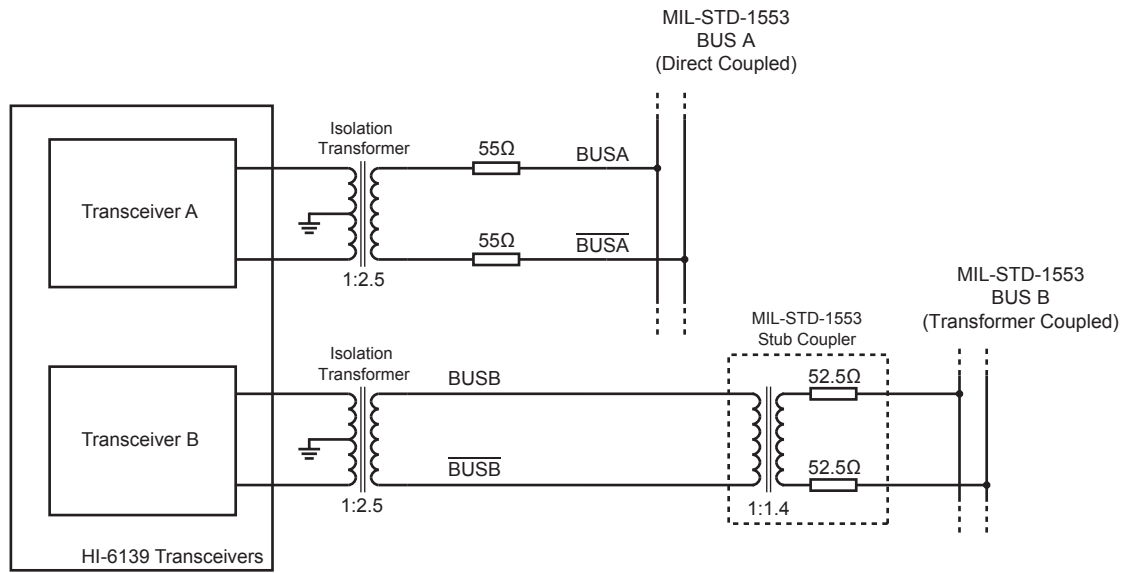 MIL-STD-1553
BUS A
(Direct Coupled)
Isolation
Transformer
55Ω
BUSA
Transceiver A
55Ω
BUSA
1:2.5
MIL-STD-1553
BUS B
(Transformer Coupled)
MIL-STD-1553
Stub Coupler
Isolation
Transformer
BUSB
52.5Ω
Transceiver B
BUSB
52.5Ω
1:2.5
1:1.4
HI-6139 Transceivers